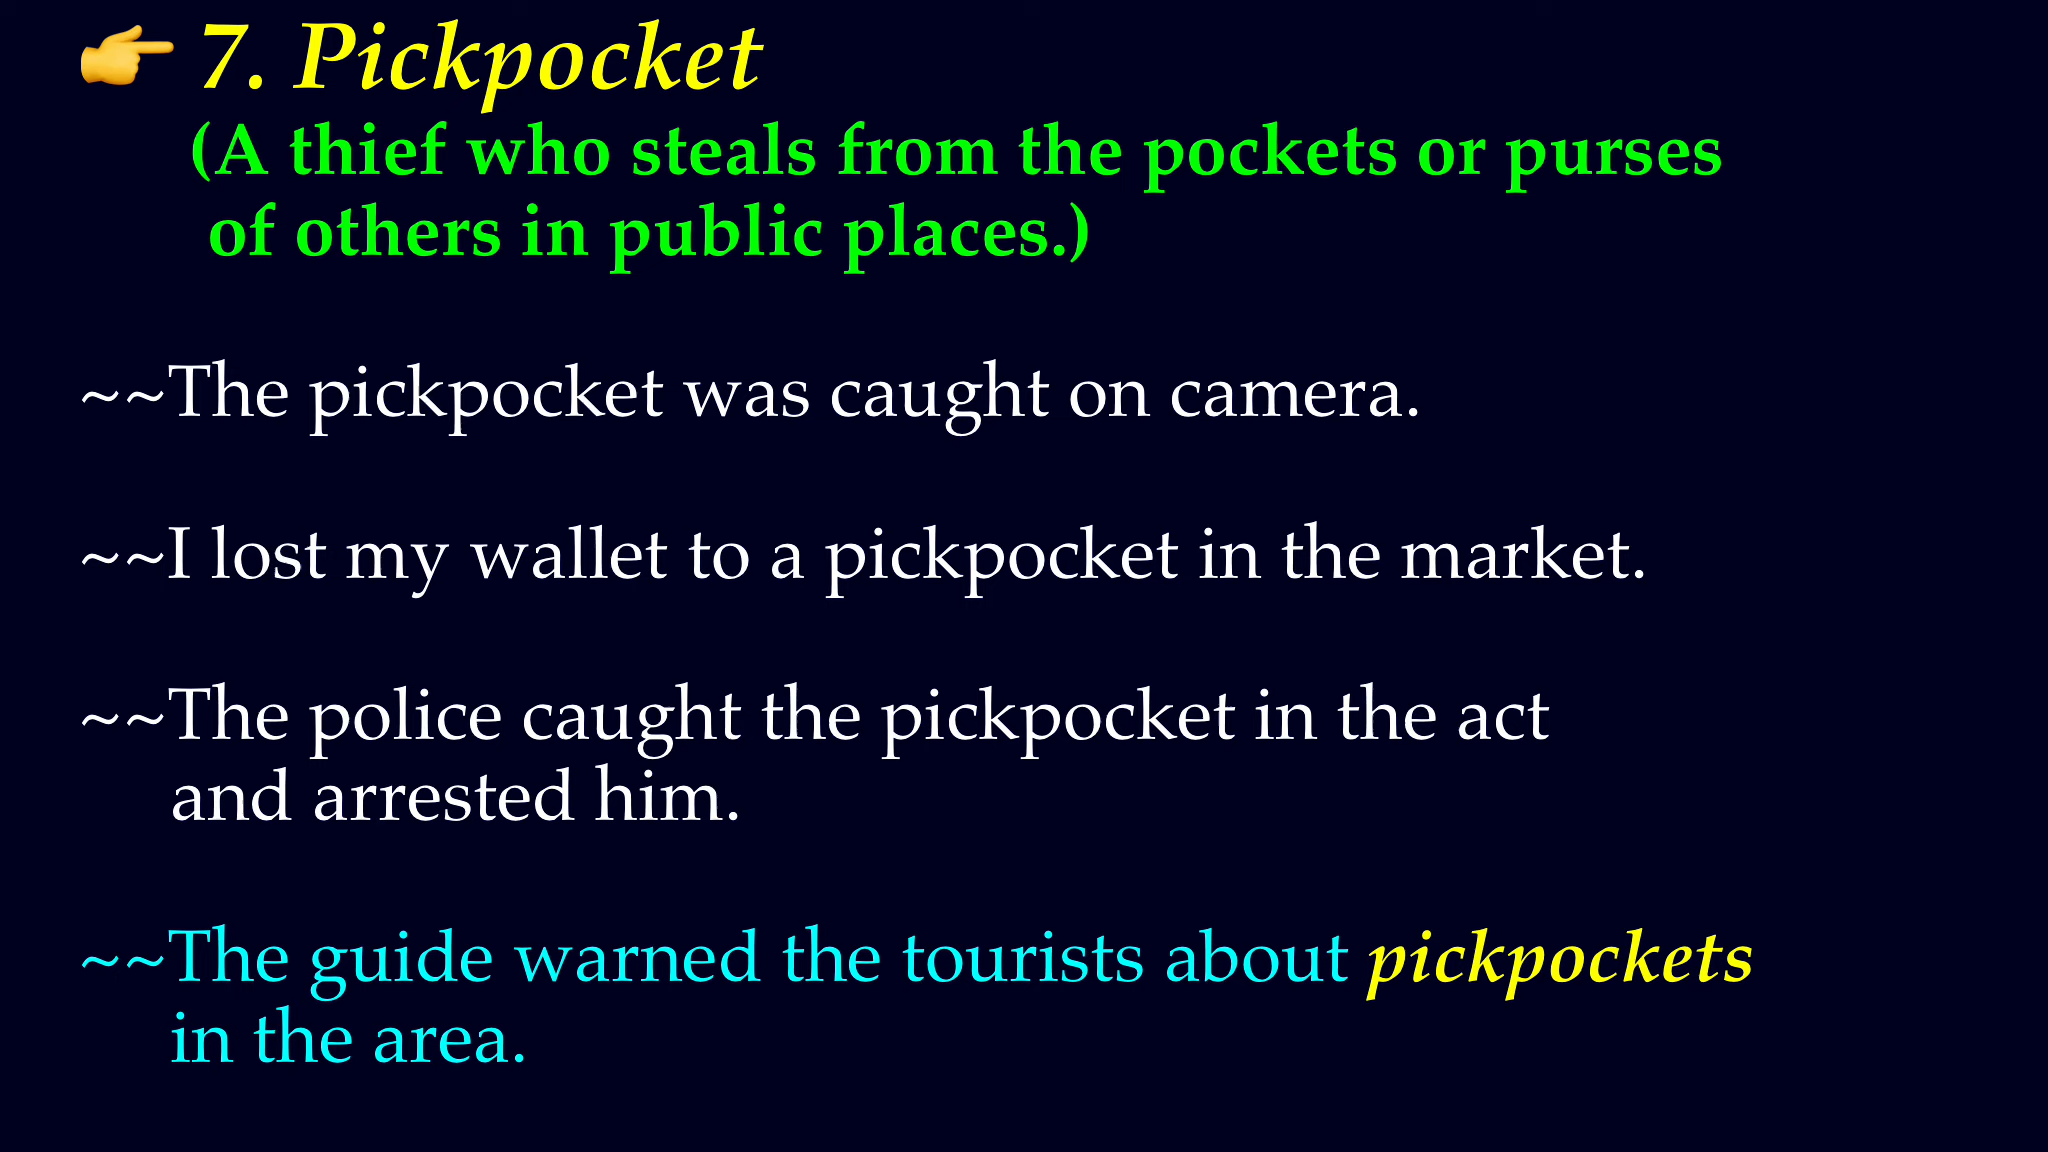 👉 7. Pickpocket
(A thief who steals from the pockets or purses
of others in public places.)
~~The pickpocket was caught on camera.
~~I lost my wallet to a pickpocket in the market.
~~The police caught the pickpocket in the act
and arrested him.
~~The guide warned the tourists about pickpockets
in the area.